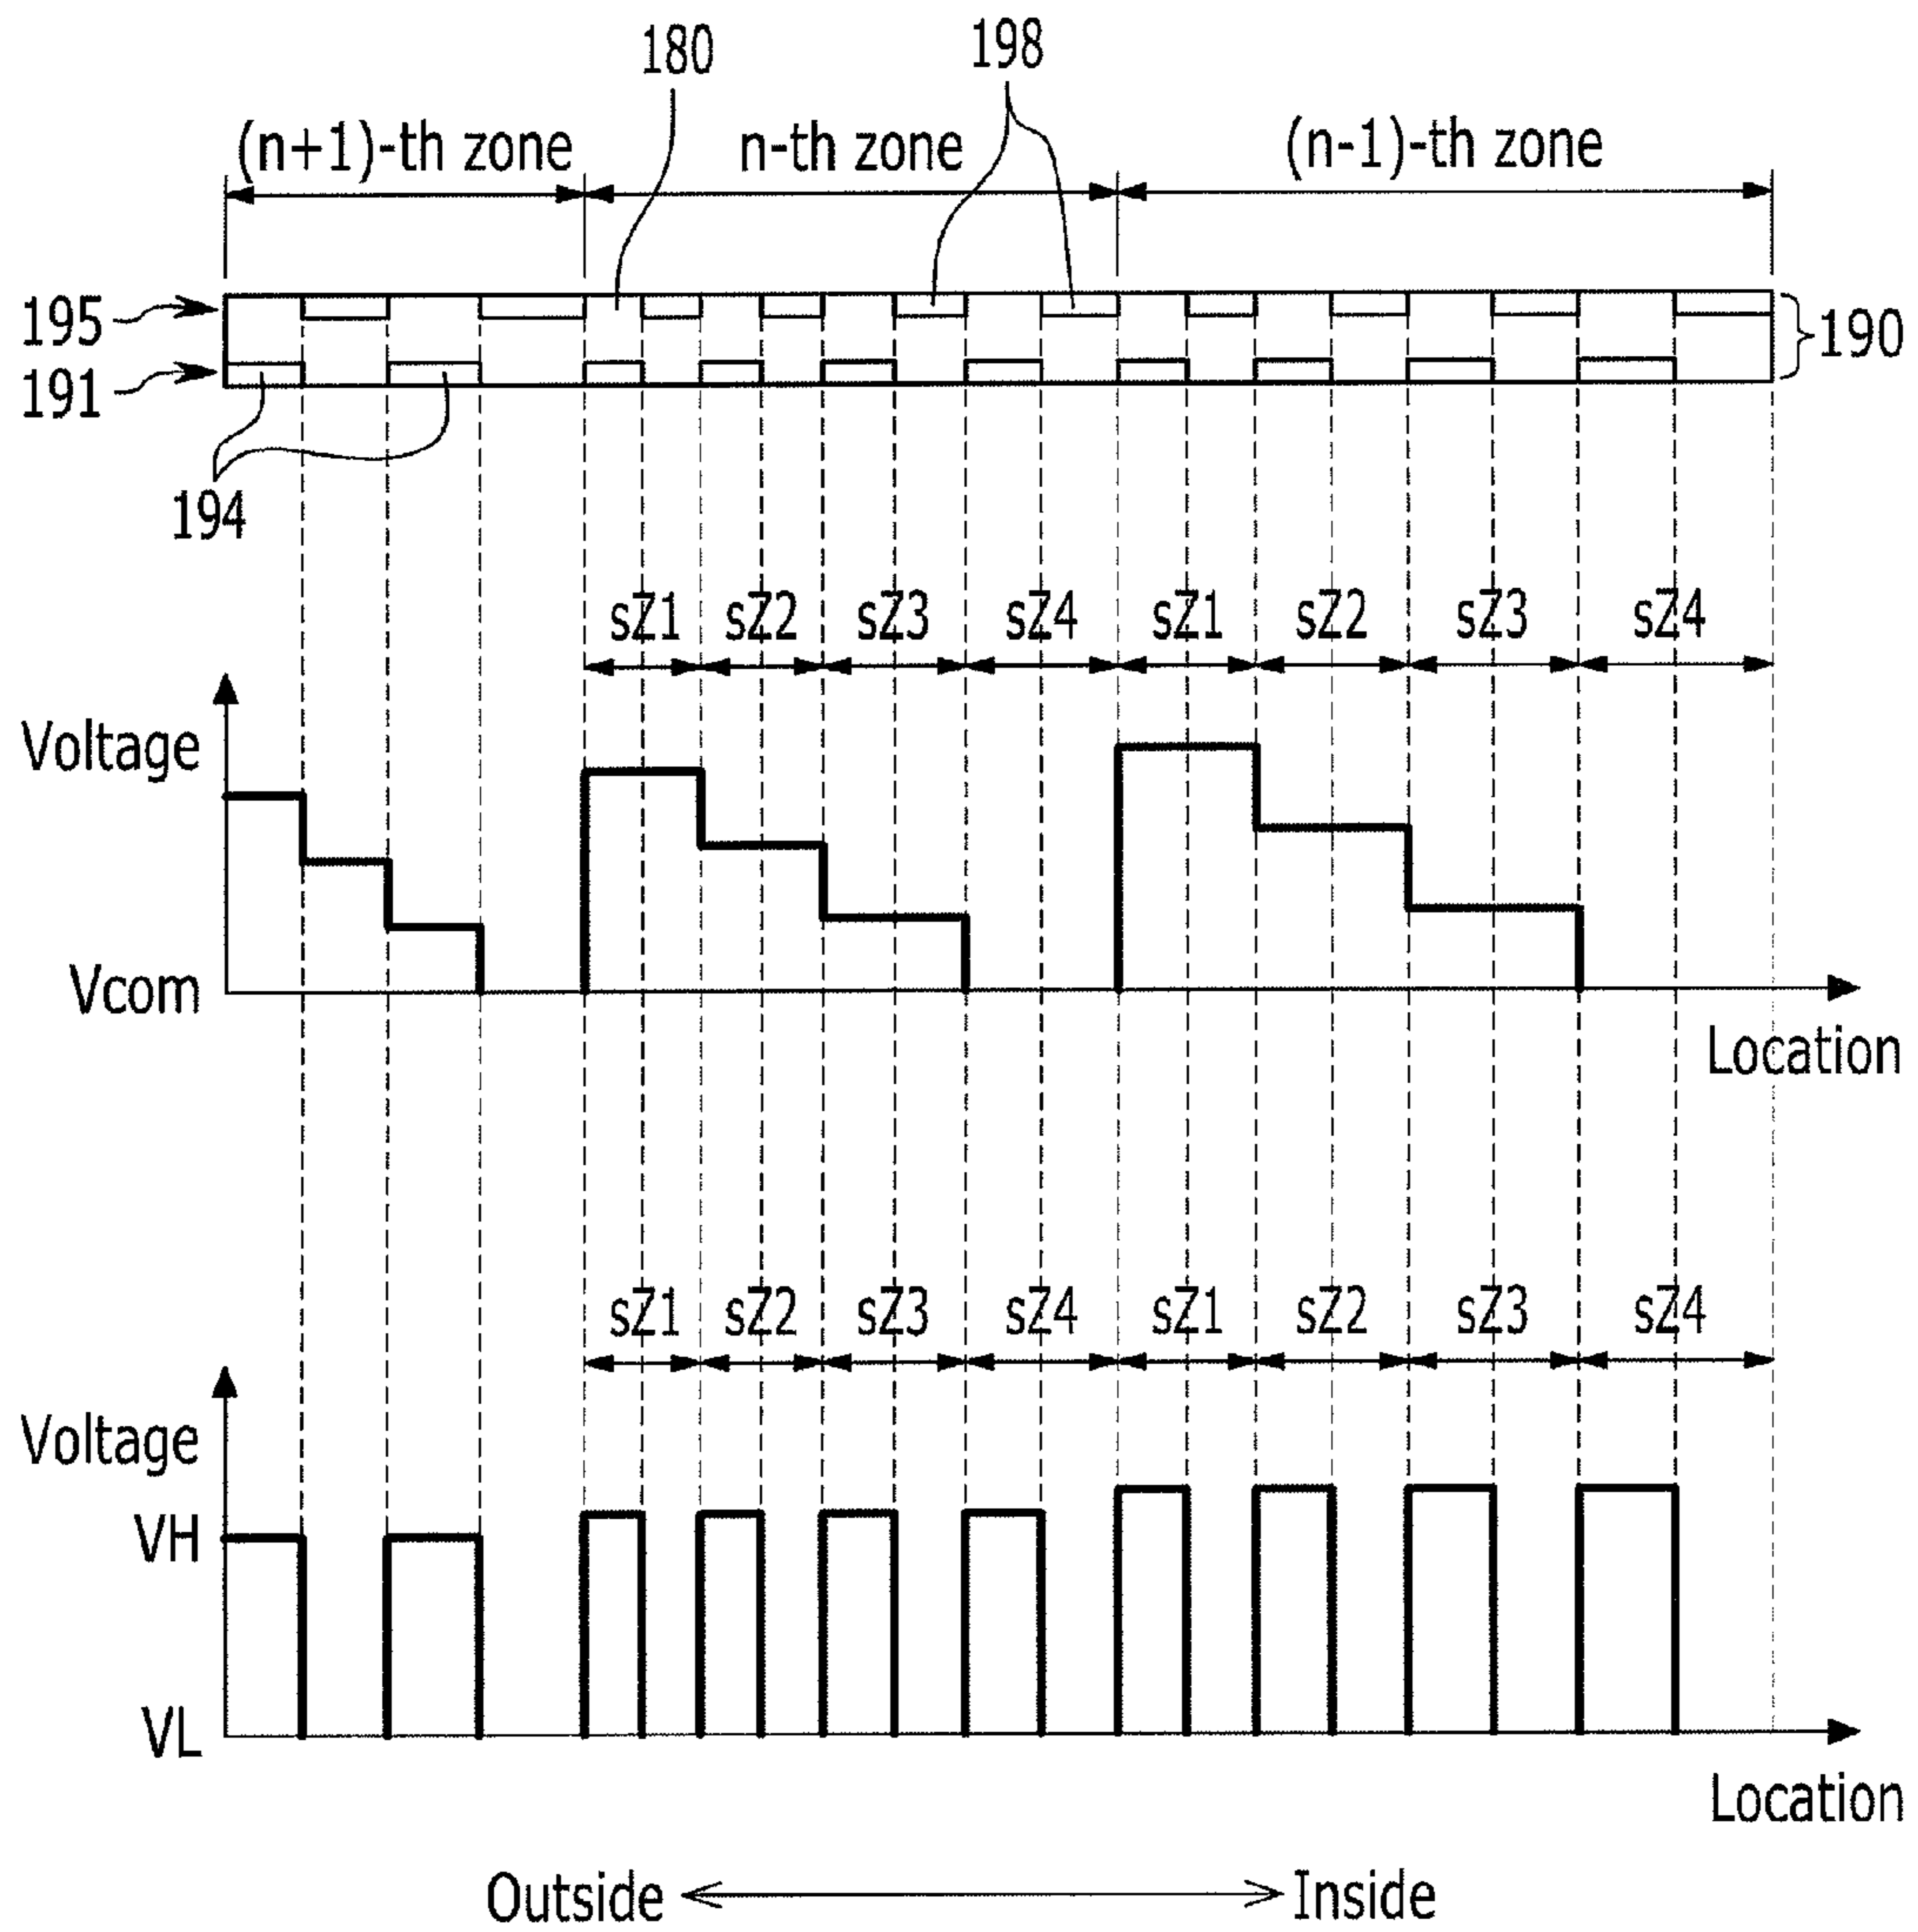 180
198
(n+1)-th zone
n-th zone
(n-1)-th zone
195
191
190
194
sZ1
sZ2
sZ3
sZ4
sZ1
sZ2
sZ3
sZ4
Voltage
Vcom
Location
sZ1
sZ2
sZ3
sZ4
sZ1
sZ2
sZ3
sZ4
Voltage
VH
VL
Location
Outside
Inside